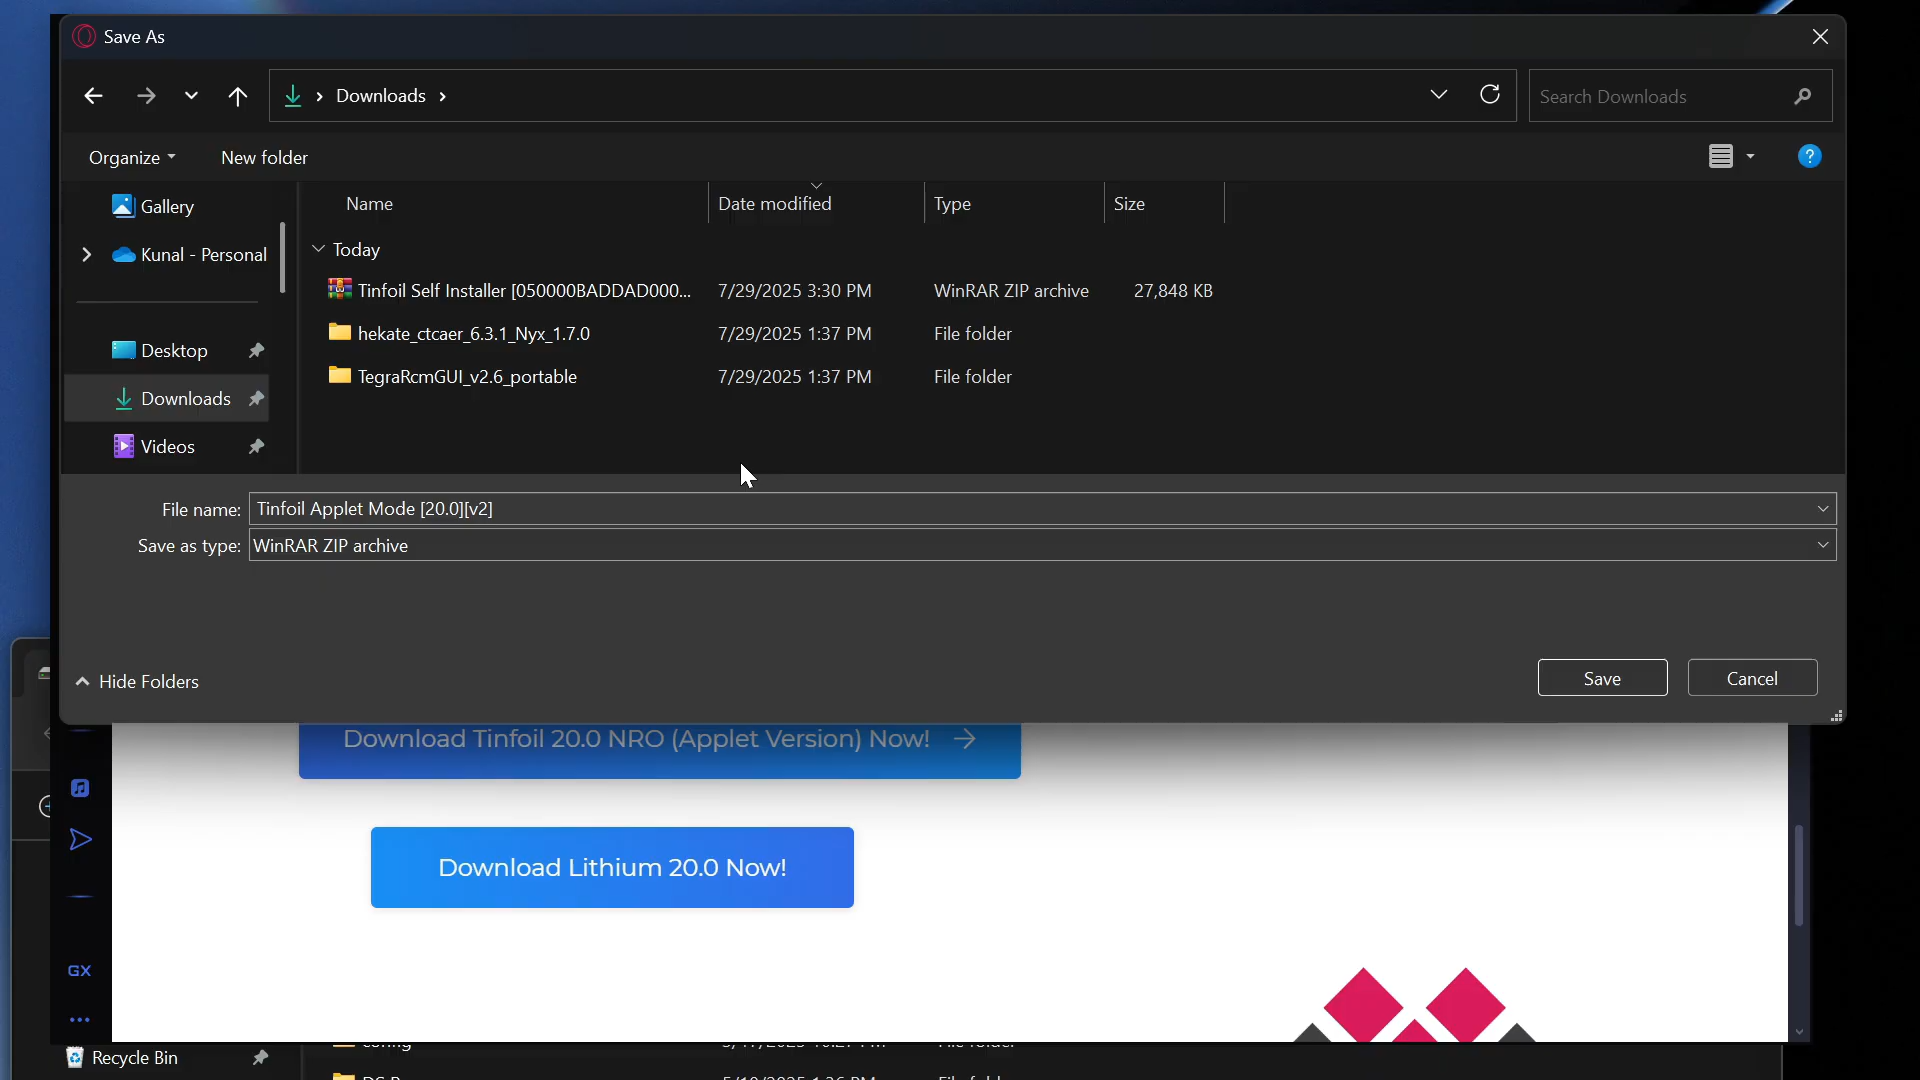 Save As
Downloads
Search Downloads
Organize
New folder
?
Name
Date modified
Type
Size
Gallery
Kunal - Personal
Desktop
Downloads
Videos
Today
Tinfoil Self Installer [050000BADDAD000... 7/29/2025 3:30 PM WinRAR ZIP archive 27,848 KB
hekate_ctcaer_6.3.1_Nyx_1.7.0 7/29/2025 1:37 PM File folder
TegraRcmGUI_v2.6_portable 7/29/2025 1:37 PM File folder
File name: Tinfoil Applet Mode [20.0][v2]
Save as type: WinRAR ZIP archive
Hide Folders
Save
Cancel
Download Tinfoil 20.0 NRO (Applet Version) Now!
Download Lithium 20.0 Now!
GX
Recycle Bin